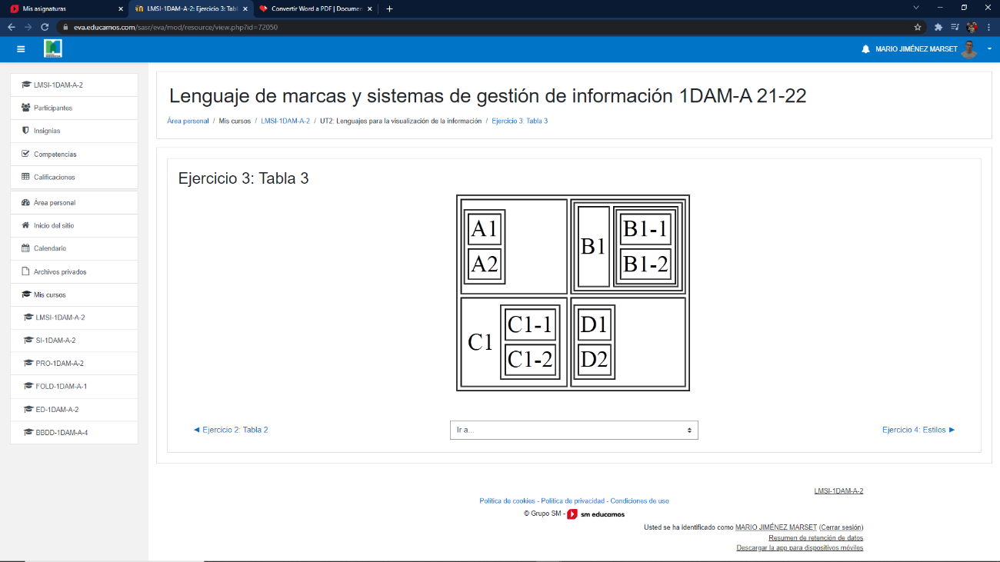 Mis asignaturas
LMSI-1DAM-A-2: Ejercicio 3: Tabl
Convertir Word a PDF | Documen
eva.educamos.com/sasr/eva/mod/resource/view.php?id=72050
MARIO JIMÉNEZ MARSET
LMSI-1DAM-A-2
Participantes
Insignias
Competencias
Calificaciones
Área personal
Inicio del sitio
Calendario
Archivos privados
Mis cursos
LMSI-1DAM-A-2
SI-1DAM-A-2
PRO-1DAM-A-2
FOLD-1DAM-A-1
ED-1DAM-A-2
BBDD-1DAM-A-4
Lenguaje de marcas y sistemas de gestión de información 1DAM-A 21-22
Área personal / Mis cursos / LMSI-1DAM-A-2 / UT2: Lenguajes para la visualización de la información / Ejercicio 3: Tabla 3
Ejercicio 3: Tabla 3
A1
A2
B1
B1-1
B1-2
C1
C1-1
C1-2
D1
D2
◄ Ejercicio 2: Tabla 2
Ir a...
Ejercicio 4: Estilos ►
LMSI-1DAM-A-2
Política de cookies - Política de privacidad - Condiciones de uso
© Grupo SM - sm educamos
Usted se ha identificado como MARIO JIMÉNEZ MARSET (Cerrar sesión)
Resumen de retención de datos
Descargar la app para dispositivos móviles